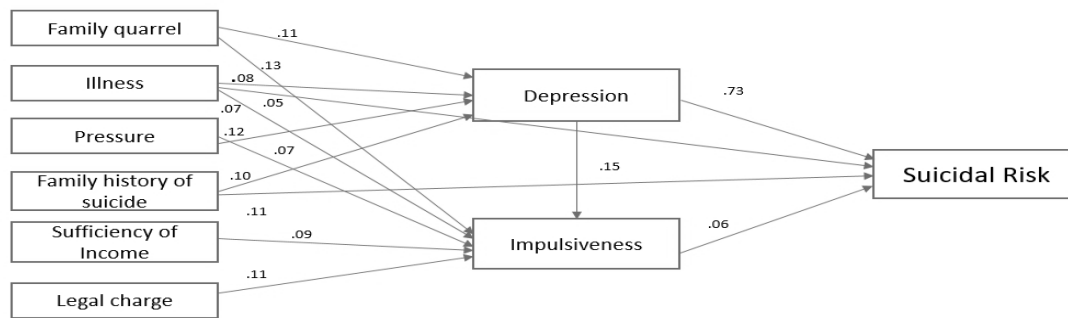 Family quarrel
.11
.13
Illness
.08
.05
.07
Depression
.73
Pressure
.12
.07
Family history of
suicide
.10
.15
Suicidal Risk
.11
Sufficiency of
Income
.09
Impulsiveness
.06
Legal charge
.11